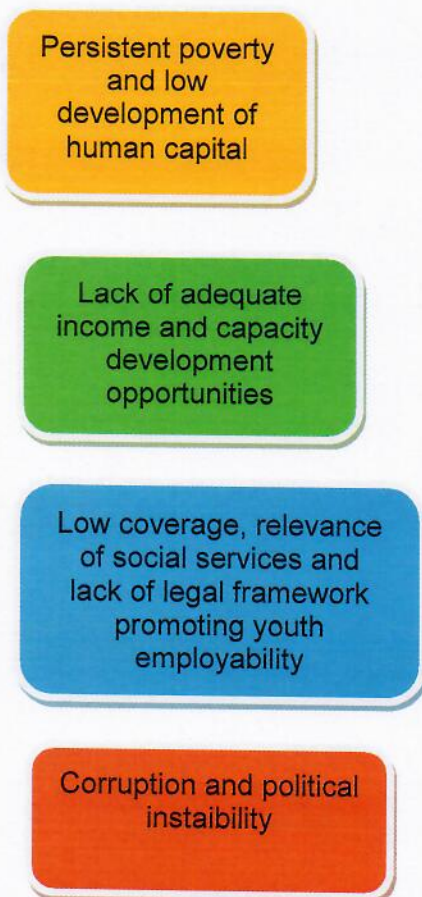 Persistent poverty
and low
development of
human capital
Lack of adequate
income and capacity
development
opportunities
Low coverage, relevance
of social services and
lack of legal framework
promoting youth
employability
Corruption and political
instaibility